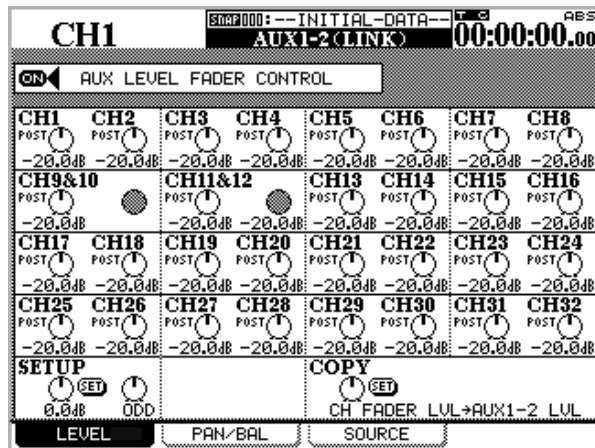 CH1
SNAP000:--INITIAL-DATA--
AUX1-2(LINK)
T C
ABS
00:00:00.00
ON AUX LEVEL FADER CONTROL
CH1 CH2 CH3 CH4 CH5 CH6 CH7 CH8
POST POST POST POST POST POST POST POST
-20.0dB -20.0dB -20.0dB -20.0dB -20.0dB -20.0dB -20.0dB -20.0dB
CH9&10 CH11&12 CH13 CH14 CH15 CH16
POST POST POST POST POST POST
-20.0dB -20.0dB -20.0dB -20.0dB -20.0dB -20.0dB -20.0dB
CH17 CH18 CH19 CH20 CH21 CH22 CH23 CH24
POST POST POST POST POST POST POST POST
-20.0dB -20.0dB -20.0dB -20.0dB -20.0dB -20.0dB -20.0dB -20.0dB
CH25 CH26 CH27 CH28 CH29 CH30 CH31 CH32
POST POST POST POST POST POST POST POST
-20.0dB -20.0dB -20.0dB -20.0dB -20.0dB -20.0dB -20.0dB -20.0dB
SETUP COPY
SET SET
0.0dB ODD CH FADER LVL→AUX1-2 LVL
LEVEL PAN/BAL SOURCE